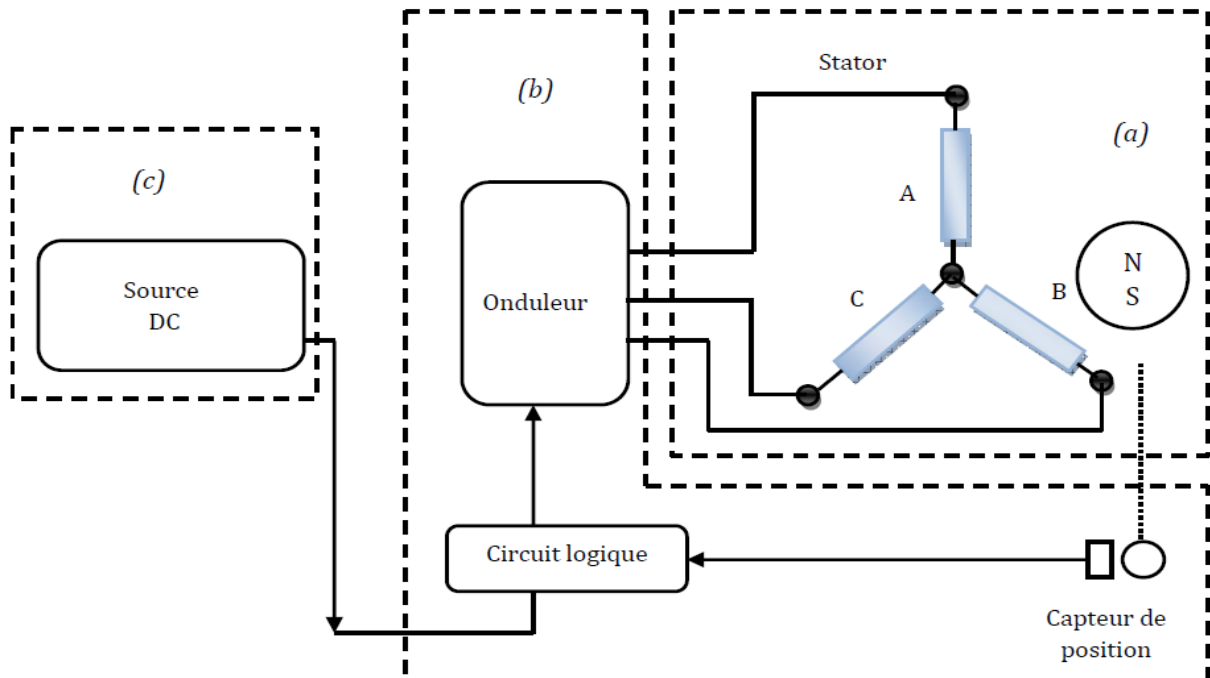 Stator
(b)
(a)
(c)
A
N
S
Source
DC
Onduleur
C
B
Circuit logique
Capteur de
position